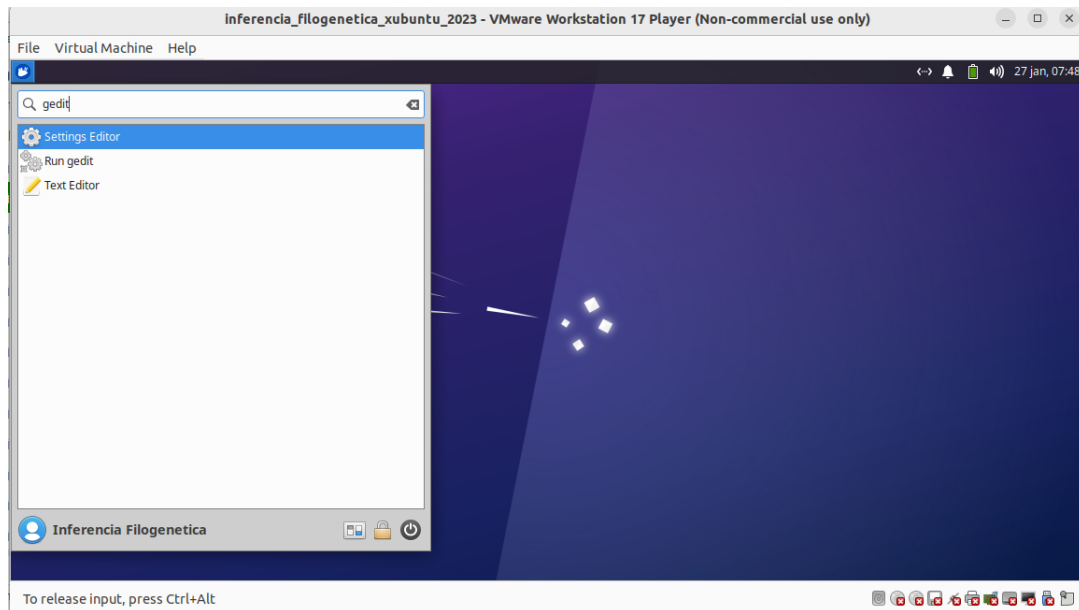 inferencia_filogenetica_xubuntu_2023 - VMware Workstation 17 Player (Non-commercial use only)
File Virtual Machine Help
27 jan, 07:48
gedit
Settings Editor
Run gedit
Text Editor
Inferencia Filogenetica
To release input, press Ctrl+Alt